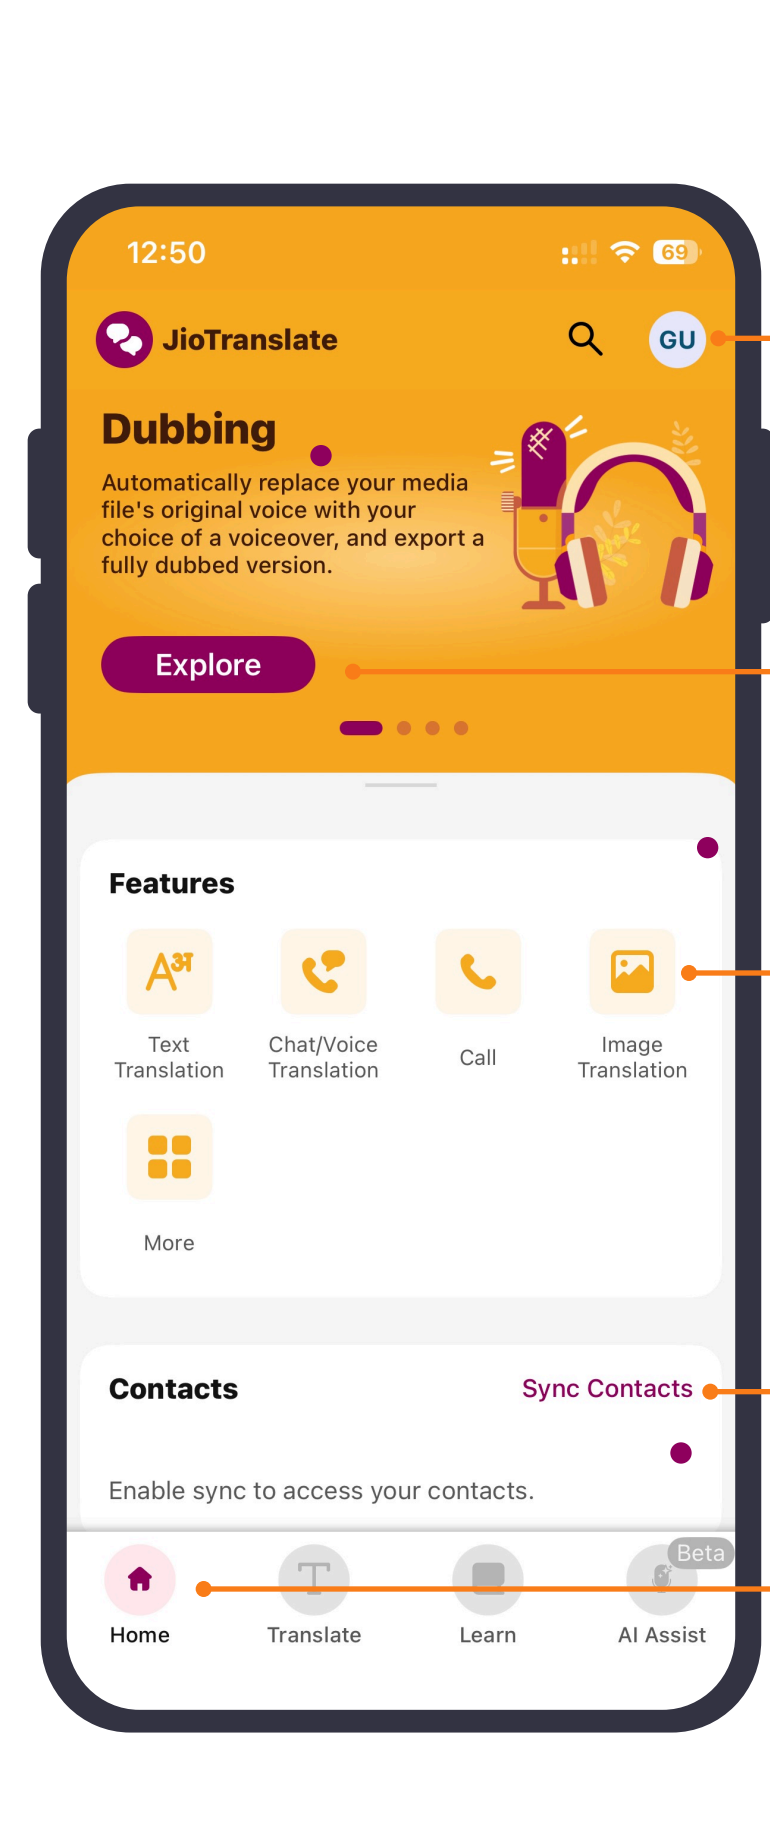 12:50
69
JioTranslate
GU
Dubbing
Automatically replace your media
file's original voice with your
choice of a voiceover, and export a
fully dubbed version.
Explore
Features
Aअ
Text
Translation
Chat/Voice
Translation
Call
Image
Translation
More
Contacts
Sync Contacts
Enable sync to access your contacts.
Beta
T
Home
Translate
Learn
AI Assist